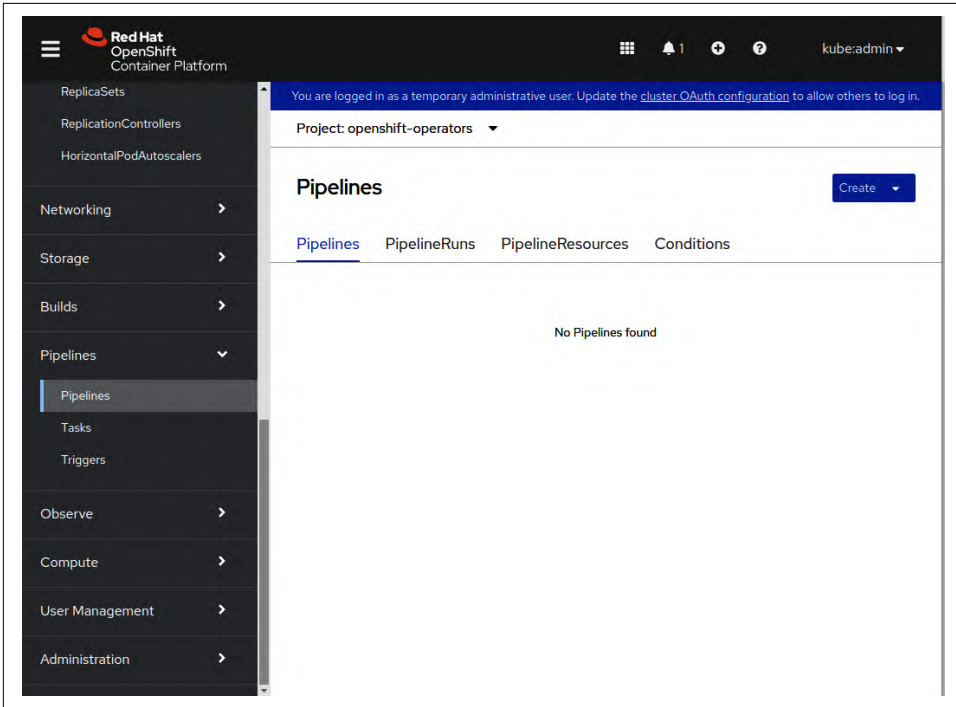 Red Hat
OpenShift
Container Platform
1
kube:admin
ReplicaSets
ReplicationControllers
HorizontalPodAutoscalers
Networking
Storage
Builds
Pipelines
Pipelines
Tasks
Triggers
Observe
Compute
User Management
Administration
You are logged in as a temporary administrative user. Update the cluster OAuth configuration to allow others to log in.
Project: openshift-operators
Pipelines
Create
Pipelines PipelineRuns PipelineResources Conditions
No Pipelines found